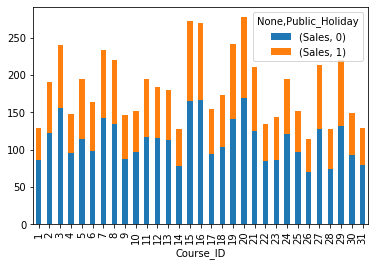 None,Public_Holiday
(Sales, 0)
(Sales, 1)
250
200
150
100
50
0
1 2 3 4 5 6 7 8 9 10 11 12 13 14 15 16 17 18 19 20 21 22 23 24 25 26 27 28 29 30 31
Course_ID